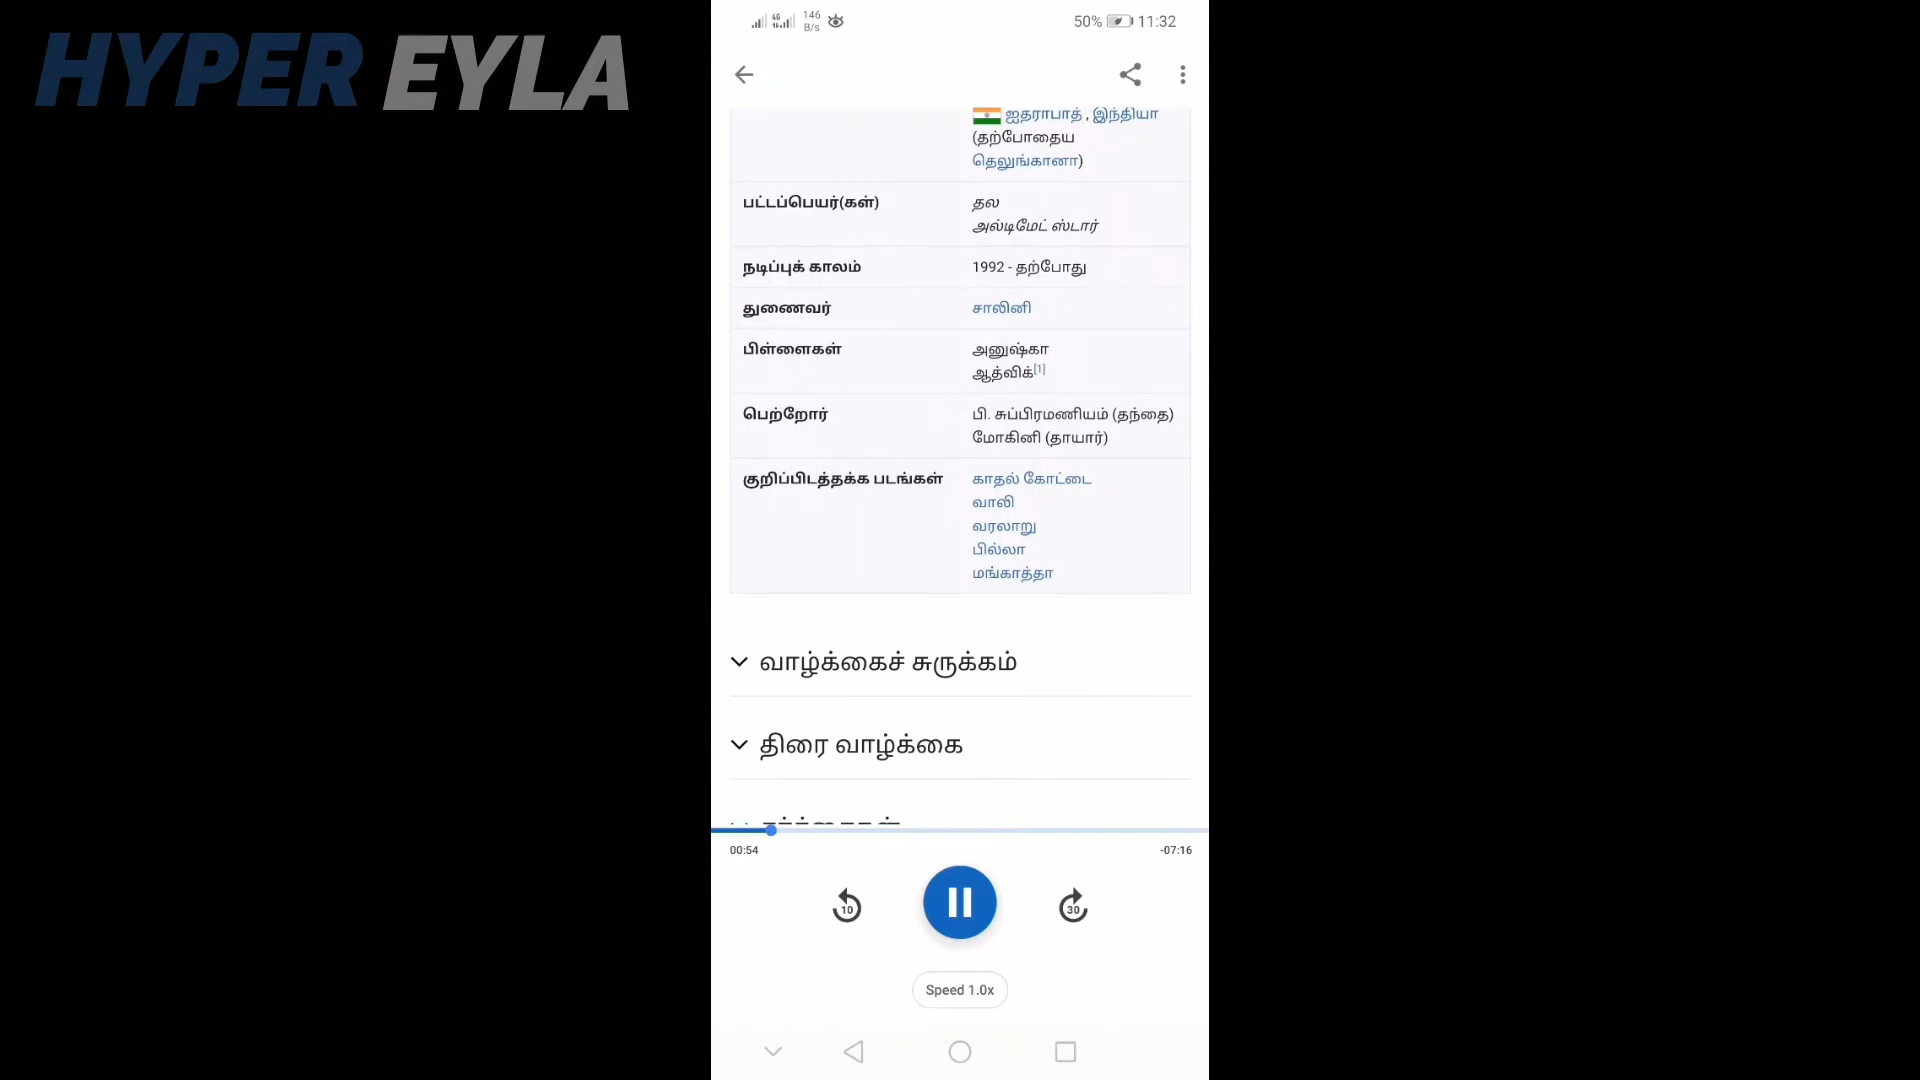 HYPER EYLA
4G
146
B/s
50%
11:32
ஐதராபாத் , இந்தியா
(தற்போதைய
தெலுங்கானா)
பட்டப்பெயர்(கள்)
தல
அல்டிமேட் ஸ்டார்
நடிப்புக் காலம்
1992 - தற்போது
துணைவர்
சாலினி
பிள்ளைகள்
அனுஷ்கா
ஆத்விக்[1]
பெற்றோர்
பி. சுப்பிரமணியம் (தந்தை)
மோகினி (தாயார்)
குறிப்பிடத்தக்க படங்கள்
காதல் கோட்டை
வாலி
வரலாறு
பில்லா
மங்காத்தா
வாழ்க்கைச் சுருக்கம்
திரை வாழ்க்கை
00:54
-07:16
10
30
Speed 1.0x